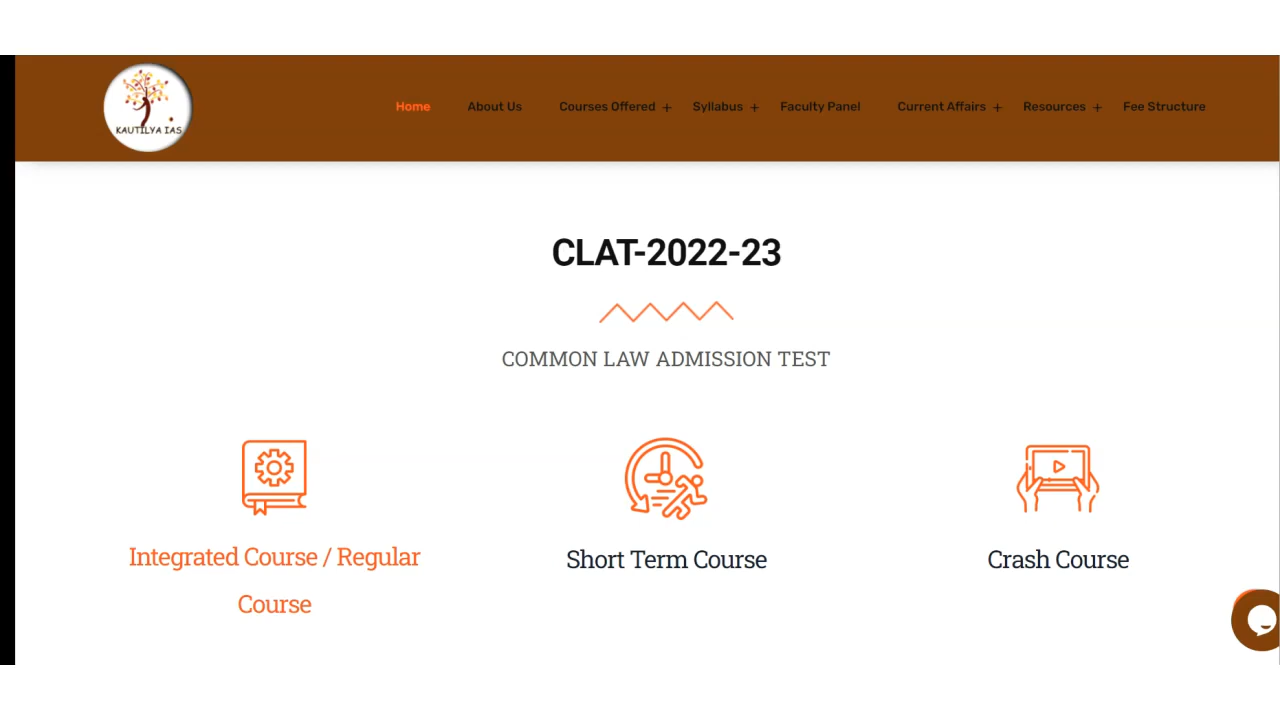 KAUTILYA IAS
Home About Us Courses Offered + Syllabus + Faculty Panel Current Affairs + Resources + Fee Structure
CLAT-2022-23
COMMON LAW ADMISSION TEST
Integrated Course / Regular
Course
Short Term Course
Crash Course